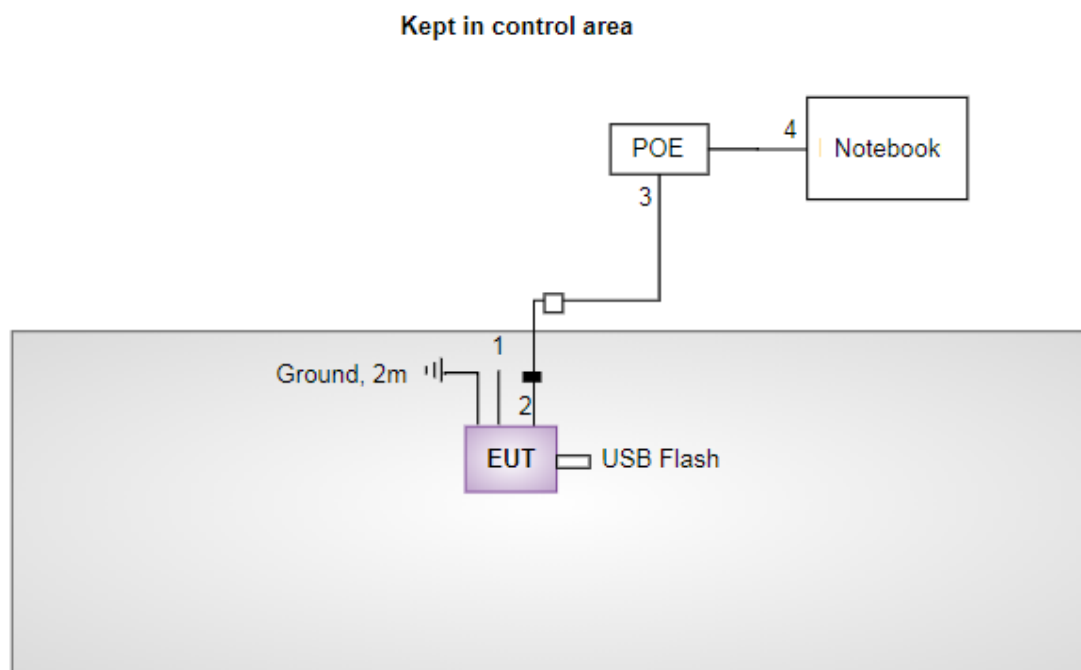 Kept in control area
POE
4
Notebook
3
1
Ground, 2m
2
EUT
USB Flash